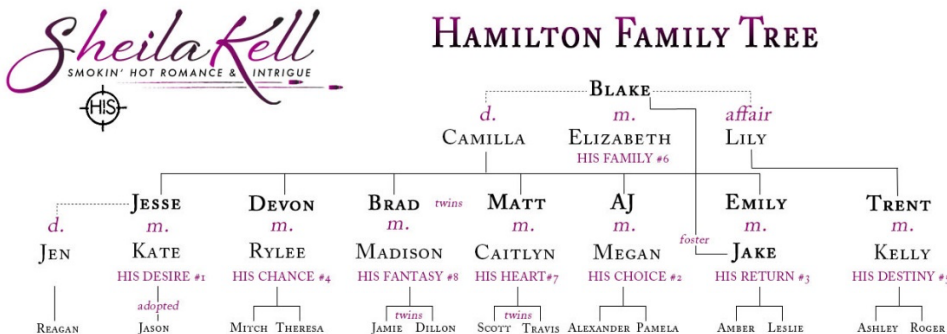 Sheila Kell
SMOKIN' HOT ROMANCE & INTRIGUE
HIS
HAMILTON FAMILY TREE
BLAKE
d. m. affair
CAMILLA ELIZABETH LILY
HIS FAMILY #6
JESSE DEVON BRAD twins MATT AJ EMILY TRENT
d. m. m. m. m. m. m. m.
foster
JEN KATE RYLEE MADISON CAITLYN MEGAN JAKE KELLY
HIS DESIRE #1 HIS CHANCE #4 HIS FANTASY #8 HIS HEART#7 HIS CHOICE #2 HIS RETURN #3 HIS DESTINY #5
adopted twins twins
REAGAN JASON MITCH THERESA JAMIE DILLON SCOTT TRAVIS ALEXANDER PAMELA AMBER LESLIE ASHLEY ROGER